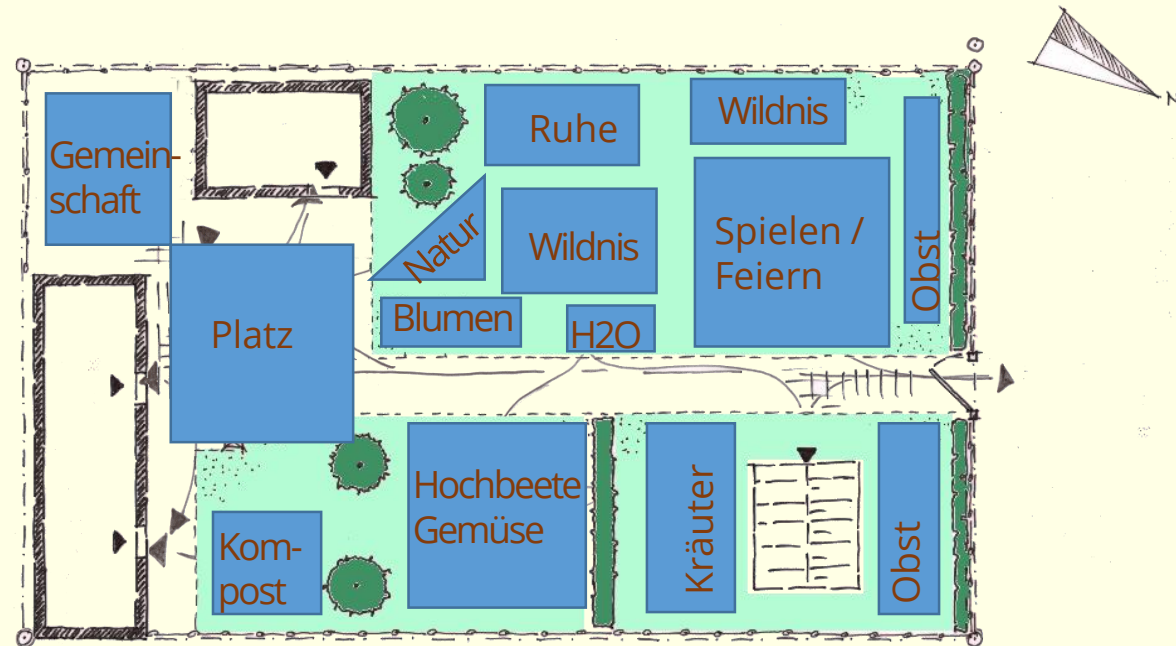 Gemein-
schaft
Ruhe
Wildnis
N
Natur
Wildnis
Spielen /
Feiern
Obst
Blumen
H2O
Platz
Hochbeete
Gemüse
Kräuter
Obst
Kom-
post